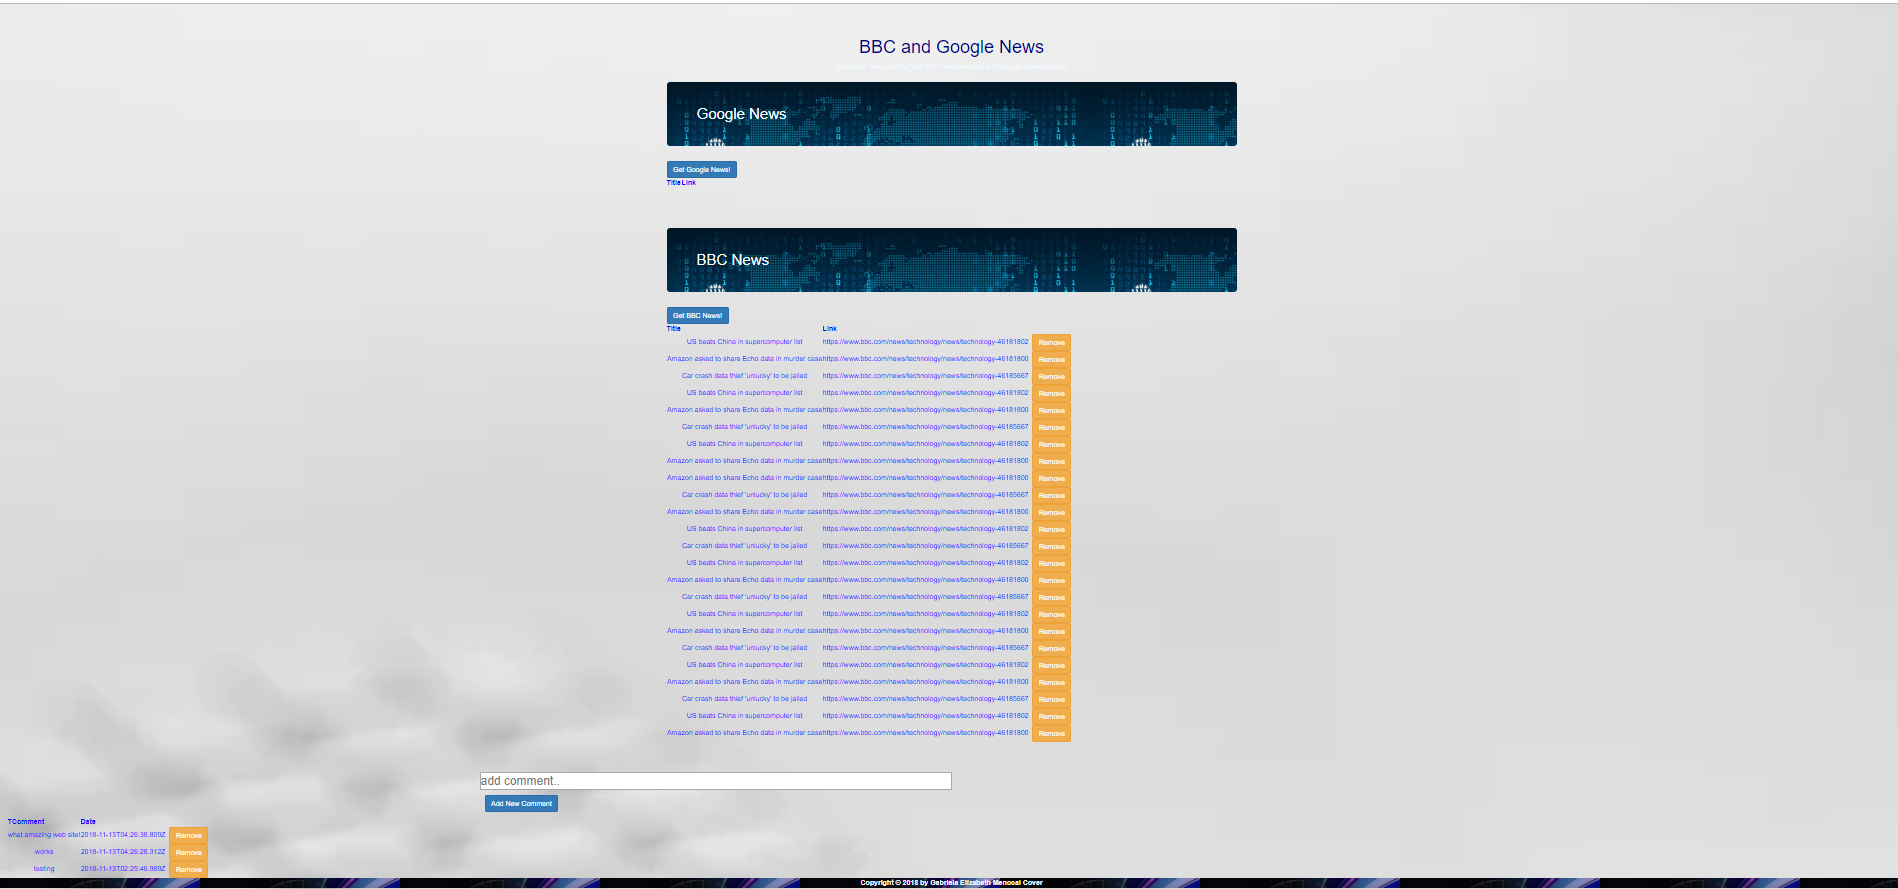 BBC and Google News
Google News
Get Google News!
Title Link
BBC News
Get BBC News!
Title Link
US beats China in supercomputer list https://www.bbc.com/news/technology/news/technology-46181802 Remove
Amazon asked to share Echo data in murder case https://www.bbc.com/news/technology/news/technology-46181800 Remove
Car crash data thief 'unlucky' to be jailed https://www.bbc.com/news/technology/news/technology-46185667 Remove
US beats China in supercomputer list https://www.bbc.com/news/technology/news/technology-46181802 Remove
Amazon asked to share Echo data in murder case https://www.bbc.com/news/technology/news/technology-46181800 Remove
Car crash data thief 'unlucky' to be jailed https://www.bbc.com/news/technology/news/technology-46185667 Remove
US beats China in supercomputer list https://www.bbc.com/news/technology/news/technology-46181802 Remove
Amazon asked to share Echo data in murder case https://www.bbc.com/news/technology/news/technology-46181800 Remove
Amazon asked to share Echo data in murder case https://www.bbc.com/news/technology/news/technology-46181800 Remove
Car crash data thief 'unlucky' to be jailed https://www.bbc.com/news/technology/news/technology-46185667 Remove
Amazon asked to share Echo data in murder case https://www.bbc.com/news/technology/news/technology-46181800 Remove
US beats China in supercomputer list https://www.bbc.com/news/technology/news/technology-46181802 Remove
Car crash data thief 'unlucky' to be jailed https://www.bbc.com/news/technology/news/technology-46185667 Remove
US beats China in supercomputer list https://www.bbc.com/news/technology/news/technology-46181802 Remove
Amazon asked to share Echo data in murder case https://www.bbc.com/news/technology/news/technology-46181800 Remove
Car crash data thief 'unlucky' to be jailed https://www.bbc.com/news/technology/news/technology-46185667 Remove
US beats China in supercomputer list https://www.bbc.com/news/technology/news/technology-46181802 Remove
Amazon asked to share Echo data in murder case https://www.bbc.com/news/technology/news/technology-46181800 Remove
Car crash data thief 'unlucky' to be jailed https://www.bbc.com/news/technology/news/technology-46185667 Remove
US beats China in supercomputer list https://www.bbc.com/news/technology/news/technology-46181802 Remove
Amazon asked to share Echo data in murder case https://www.bbc.com/news/technology/news/technology-46181800 Remove
Car crash data thief 'unlucky' to be jailed https://www.bbc.com/news/technology/news/technology-46185667 Remove
US beats China in supercomputer list https://www.bbc.com/news/technology/news/technology-46181802 Remove
Amazon asked to share Echo data in murder case https://www.bbc.com/news/technology/news/technology-46181800 Remove
add comment..
Add New Comment
TComment Date
what amazing web site! 2018-11-13T04:26:38.809Z Remove
works 2018-11-13T04:26:28.312Z Remove
testing 2018-11-13T02:25:46.989Z Remove
Copyright © 2018 by Gabriela Elizabeth Mencoal Cover